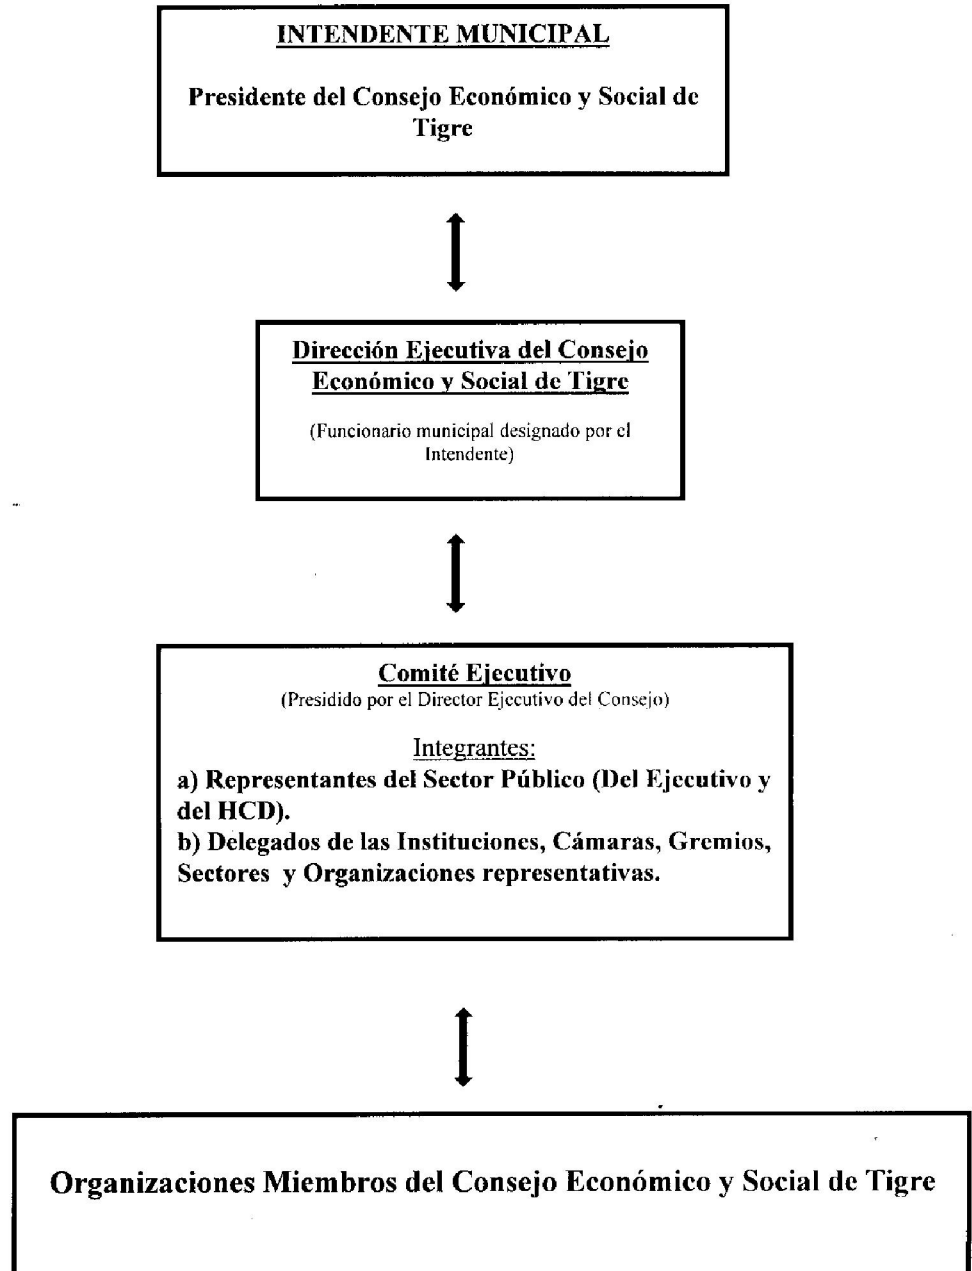 INTENDENTE MUNICIPAL
Presidente del Consejo Económico y Social de
Tigre
Dirección Ejecutiva del Consejo
Económico y Social de Tigre
(Funcionario municipal designado por el
Intendente)
Comité Ejecutivo
(Presidido por el Director Ejecutivo del Consejo)
Integrantes:
a) Representantes del Sector Público (Del Ejecutivo y
del HCD).
b) Delegados de las Instituciones, Cámaras, Gremios,
Sectores y Organizaciones representativas.
Organizaciones Miembros del Consejo Económico y Social de Tigre